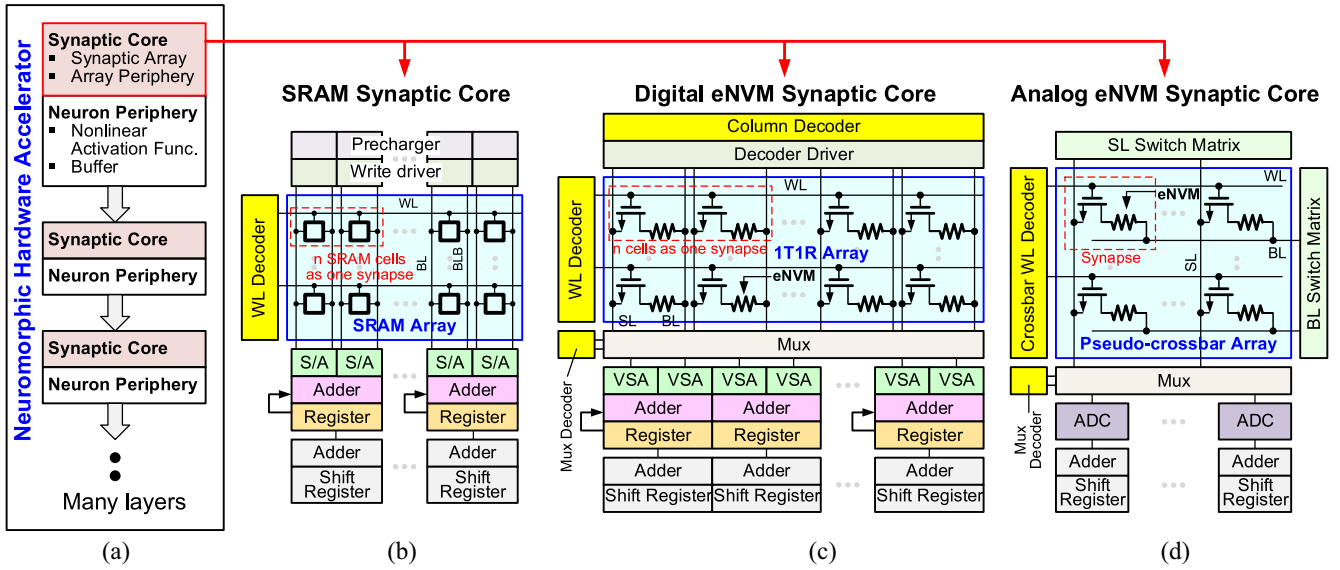 Neuromorphic Hardware Accelerator
Synaptic Core
▪ Synaptic Array
▪ Array Periphery
Neuron Periphery
▪ Nonlinear
Activation Func.
▪ Buffer
Synaptic Core
Neuron Periphery
Synaptic Core
Neuron Periphery
Many layers
(a)
SRAM Synaptic Core
Precharger
Write driver
WL Decoder
WL
n SRAM cells
as one synapse
BL
BLB
SRAM Array
S/A
S/A
S/A
S/A
Adder
Adder
Register
Register
Adder
Adder
Shift
Register
Shift
Register
(b)
Digital eNVM Synaptic Core
Column Decoder
Decoder Driver
WL Decoder
WL
n cells as one synapse
1T1R Array
eNVM
SL
BL
Mux
Mux Decoder
VSA
VSA
VSA
VSA
VSA
VSA
Adder
Adder
Adder
Register
Register
Register
Adder
Adder
Adder
Shift Register
Shift Register
Shift Register
(c)
Analog eNVM Synaptic Core
SL Switch Matrix
Crossbar WL Decoder
WL
eNVM
Synapse
SL
BL
BL Switch Matrix
Pseudo-crossbar Array
Mux
Mux
Decoder
ADC
ADC
Adder
Adder
Shift
Register
Shift
Register
(d)